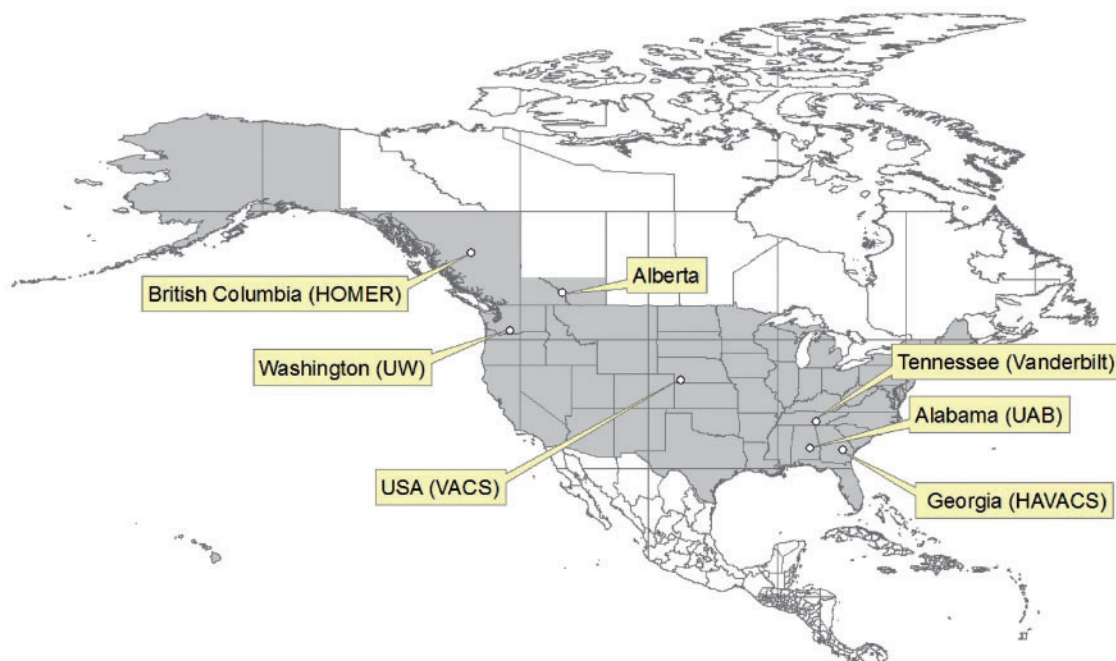 British Columbia (HOMER)
Alberta
Washington (UW)
Tennessee (Vanderbilt)
Alabama (UAB)
USA (VACS)
Georgia (HAVACS)